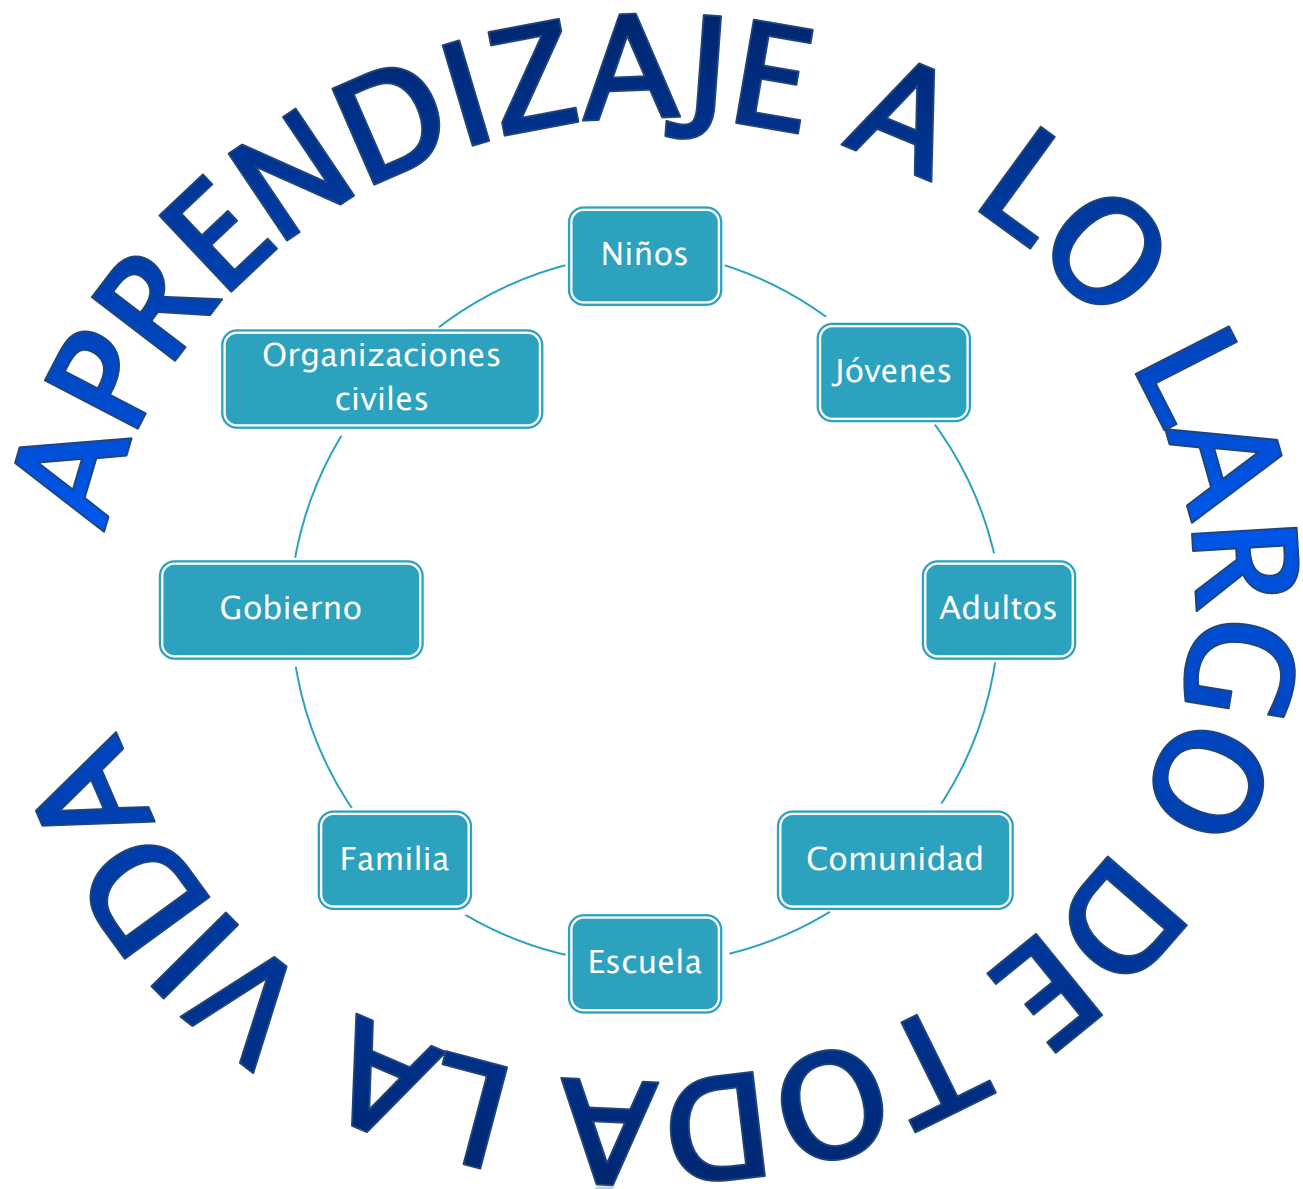 APRENDIZAJE A LO LARGO DE TODA LA VIDA
Niños
Jóvenes
Adultos
Comunidad
Escuela
Familia
Gobierno
Organizaciones
civiles